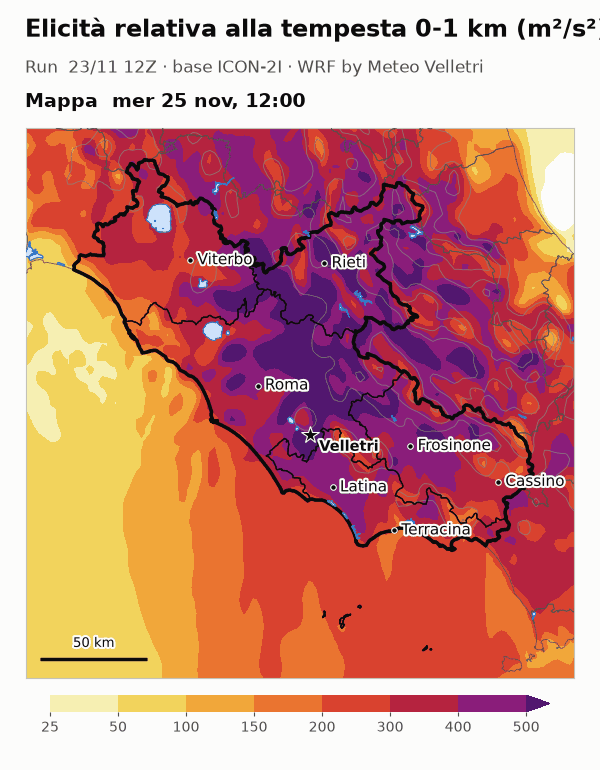 Elicità relativa alla tempesta 0-1 km (m²/s²)
Run 23/11 12Z · base ICON-2I · WRF by Meteo Velletri
Mappa mer 25 nov, 12:00
Viterbo
Rieti
Roma
Velletri
Frosinone
Cassino
Latina
Terracina
50 km
25 50 100 150 200 300 400 500